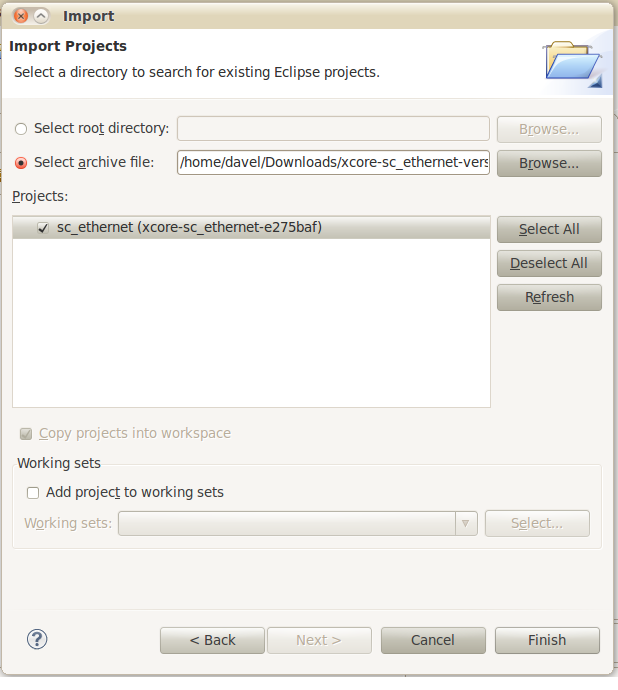 Import
Import Projects
Select a directory to search for existing Eclipse projects.
Select root directory: Browse...
Select archive file: /home/davel/Downloads/xcore-sc_ethernet-vers Browse...
Projects:
sc_ethernet (xcore-sc_ethernet-e275baf) Select All
Deselect All
Refresh
Copy projects into workspace
Working sets
Add project to working sets
Working sets: Select...
? < Back Next > Cancel Finish